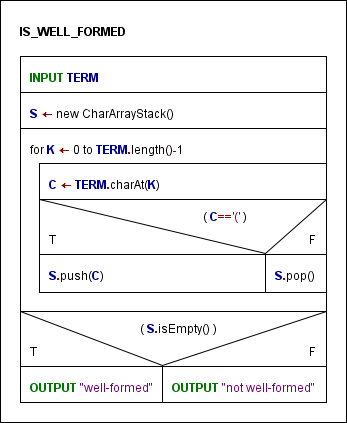 IS_WELL_FORMED
INPUT TERM
S ← new CharArrayStack()
for K ← 0 to TERM.length()-1
C ← TERM.charAt(K)
( C=='(' )
T F
S.push(C) S.pop()
( S.isEmpty() )
T F
OUTPUT "well-formed" OUTPUT "not well-formed"